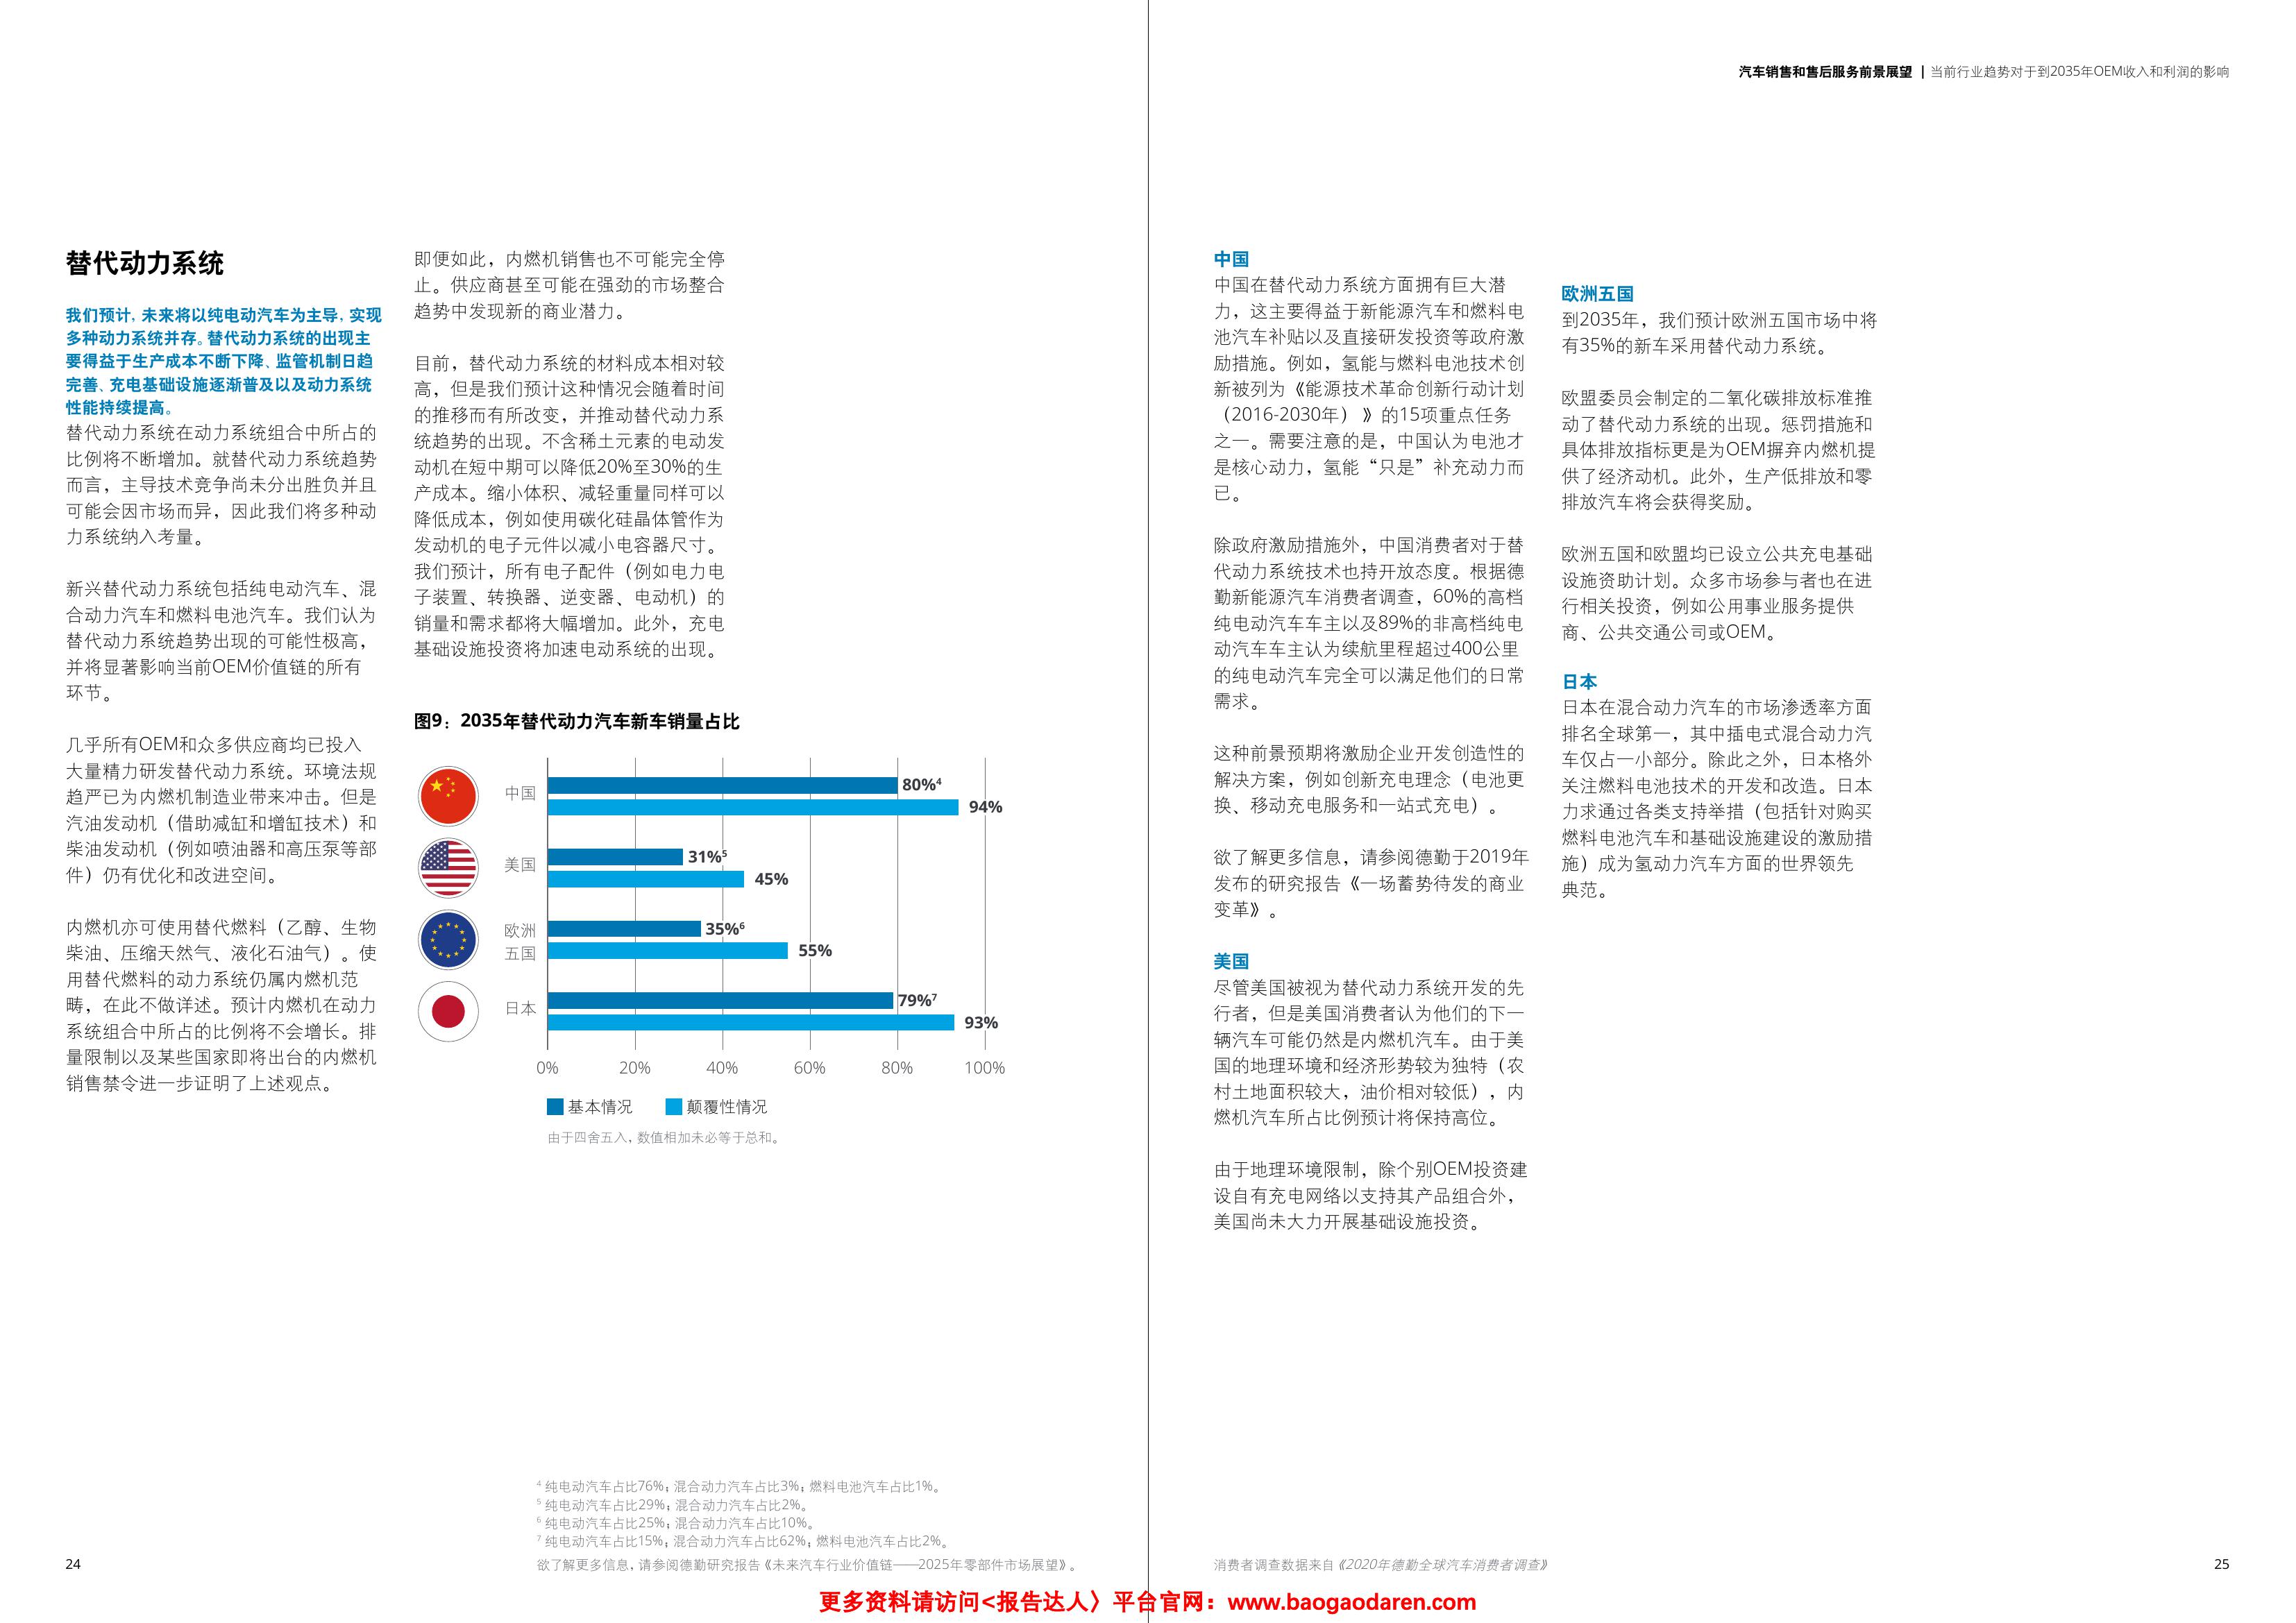 汽车销售和售后服务前景展望 | 当前行业趋势对于到2035年OEM收入和利润的影响
替代动力系统
我们预计，未来将以纯电动汽车为主导，实现
多种动力系统并存。替代动力系统的出现主
要得益于生产成本不断下降、监管机制日趋
完善、充电基础设施逐渐普及以及动力系统
性能持续提高。
替代动力系统在动力系统组合中所占的
比例将不断增加。就替代动力系统趋势
而言，主导技术竞争尚未分出胜负并且
可能会因市场而异，因此我们将多种动
力系统纳入考量。
新兴替代动力系统包括纯电动汽车、混
合动力汽车和燃料电池汽车。我们认为
替代动力系统趋势出现的可能性极高，
并将显著影响当前OEM价值链的所有
环节。
几乎所有OEM和众多供应商均已投入
大量精力研发替代动力系统。环境法规
趋严已为内燃机制造业带来冲击。但是
汽油发动机（借助减缸和增缸技术）和
柴油发动机（例如喷油器和高压泵等部
件）仍有优化和改进空间。
内燃机亦可使用替代燃料（乙醇、生物
柴油、压缩天然气、液化石油气）。使
用替代燃料的动力系统仍属内燃机范
畴，在此不做详述。预计内燃机在动力
系统组合中所占的比例将不会增长。排
量限制以及某些国家即将出台的内燃机
销售禁令进一步证明了上述观点。
即便如此，内燃机销售也不可能完全停
止。供应商甚至可能在强劲的市场整合
趋势中发现新的商业潜力。
目前，替代动力系统的材料成本相对较
高，但是我们预计这种情况会随着时间
的推移而有所改变，并推动替代动力系
统趋势的出现。不含稀土元素的电动发
动机在短中期可以降低20%至30%的生
产成本。缩小体积、减轻重量同样可以
降低成本，例如使用碳化硅晶体管作为
发动机的电子元件以减小电容器尺寸。
我们预计，所有电子配件（例如电力电
子装置、转换器、逆变器、电动机）的
销量和需求都将大幅增加。此外，充电
基础设施投资将加速电动系统的出现。
图9：2035年替代动力汽车新车销量占比
中国
80%4
94%
美国
31%5
45%
欧洲
五国
35%6
55%
日本
79%7
93%
0% 20% 40% 60% 80% 100%
基本情况 颠覆性情况
由于四舍五入，数值相加未必等于总和。
4 纯电动汽车占比76%；混合动力汽车占比3%；燃料电池汽车占比1%。
5 纯电动汽车占比29%；混合动力汽车占比2%。
6 纯电动汽车占比25%；混合动力汽车占比10%。
7 纯电动汽车占比15%；混合动力汽车占比62%；燃料电池汽车占比2%。
欲了解更多信息，请参阅德勤研究报告《未来汽车行业价值链——2025年零部件市场展望》。
24
中国
中国在替代动力系统方面拥有巨大潜
力，这主要得益于新能源汽车和燃料电
池汽车补贴以及直接研发投资等政府激
励措施。例如，氢能与燃料电池技术创
新被列为《能源技术革命创新行动计划
（2016-2030年）》的15项重点任务
之一。需要注意的是，中国认为电池才
是核心动力，氢能“只是”补充动力而
已。
除政府激励措施外，中国消费者对于替
代动力系统技术也持开放态度。根据德
勤新能源汽车消费者调查，60%的高档
纯电动汽车车主以及89%的非高档纯电
动汽车车主认为续航里程超过400公里
的纯电动汽车完全可以满足他们的日常
需求。
这种前景预期将激励企业开发创造性的
解决方案，例如创新充电理念（电池更
换、移动充电服务和一站式充电）。
欲了解更多信息，请参阅德勤于2019年
发布的研究报告《一场蓄势待发的商业
变革》。
美国
尽管美国被视为替代动力系统开发的先
行者，但是美国消费者认为他们的下一
辆汽车可能仍然是内燃机汽车。由于美
国的地理环境和经济形势较为独特（农
村土地面积较大，油价相对较低），内
燃机汽车所占比例预计将保持高位。
由于地理环境限制，除个别OEM投资建
设自有充电网络以支持其产品组合外，
美国尚未大力开展基础设施投资。
欧洲五国
到2035年，我们预计欧洲五国市场中将
有35%的新车采用替代动力系统。
欧盟委员会制定的二氧化碳排放标准推
动了替代动力系统的出现。惩罚措施和
具体排放指标更是为OEM摒弃内燃机提
供了经济动机。此外，生产低排放和零
排放汽车将会获得奖励。
欧洲五国和欧盟均已设立公共充电基础
设施资助计划。众多市场参与者也在进
行相关投资，例如公用事业服务提供
商、公共交通公司或OEM。
日本
日本在混合动力汽车的市场渗透率方面
排名全球第一，其中插电式混合动力汽
车仅占一小部分。除此之外，日本格外
关注燃料电池技术的开发和改造。日本
力求通过各类支持举措（包括针对购买
燃料电池汽车和基础设施建设的激励措
施）成为氢动力汽车方面的世界领先
典范。
消费者调查数据来自《2020年德勤全球汽车消费者调查》
25
更多资料请访问<报告达人〉平台官网：www.baogaodaren.com